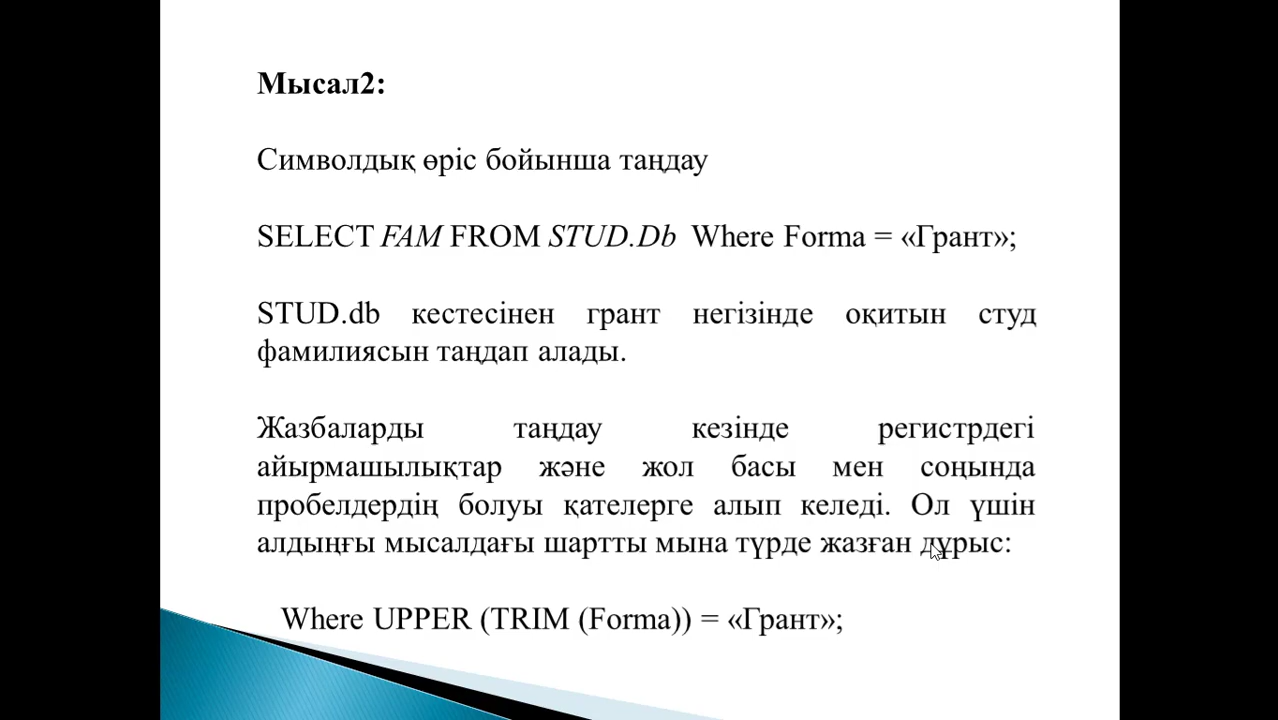 Мысал2:
Символдық өріс бойынша таңдау
SELECT FAM FROM STUD.Db Where Forma = «Грант»;
STUD.db кестесінен грант негізінде оқитын студ
фамилиясын таңдап алады.
Жазбаларды таңдау кезінде регистрдегі
айырмашылықтар және жол басы мен соңында
пробелдердің болуы қателерге алып келеді. Ол үшін
алдыңғы мысалдағы шартты мына түрде жазған дұрыс:
Where UPPER (TRIM (Forma)) = «Грант»;